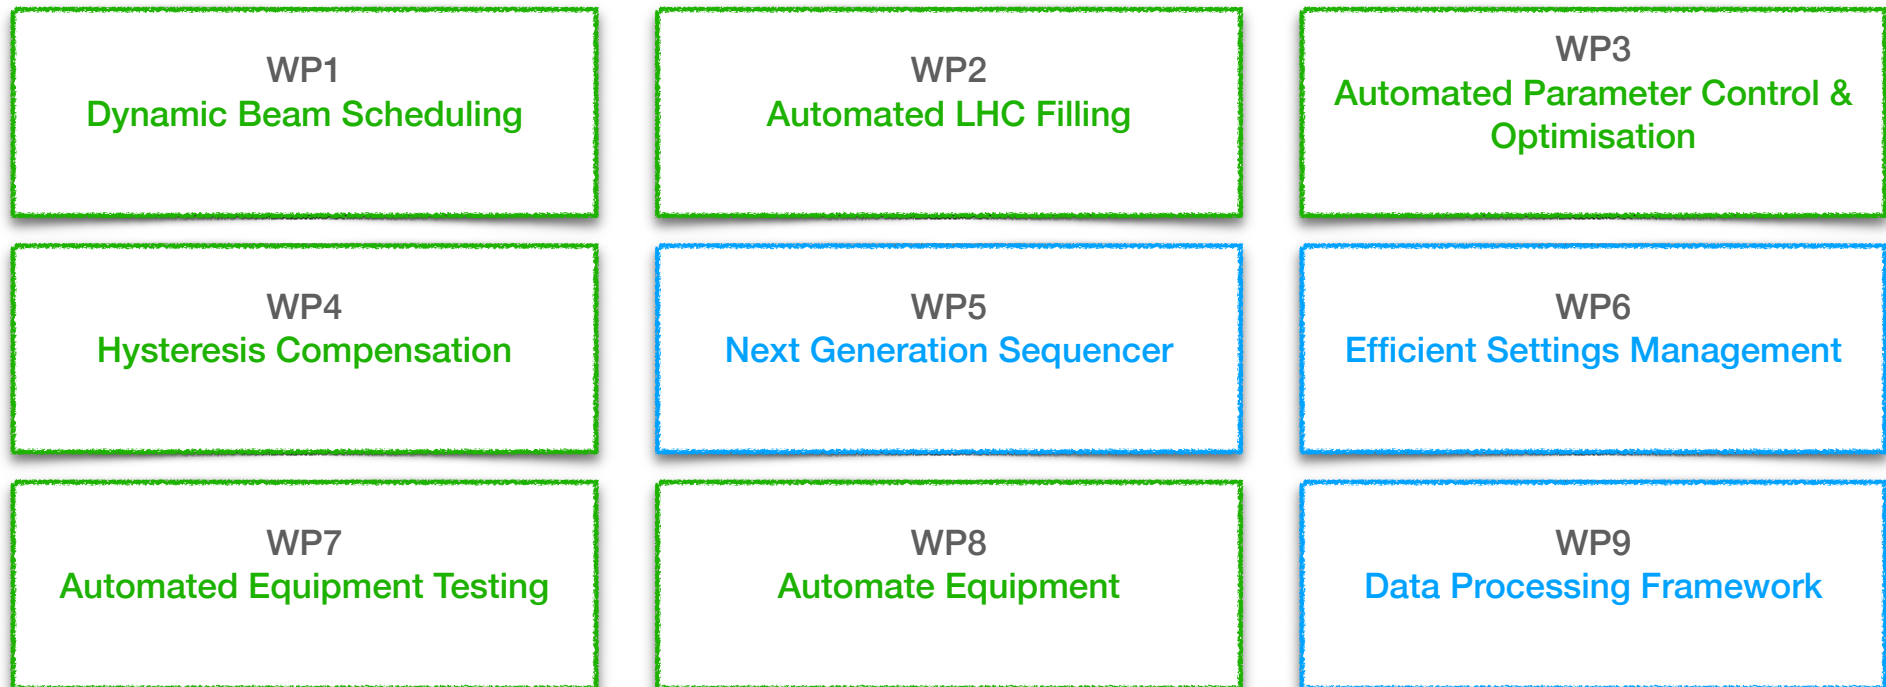 WP1
Dynamic Beam Scheduling
WP2
Automated LHC Filling
WP3
Automated Parameter Control &
Optimisation
WP4
Hysteresis Compensation
WP5
Next Generation Sequencer
WP6
Efficient Settings Management
WP7
Automated Equipment Testing
WP8
Automate Equipment
WP9
Data Processing Framework